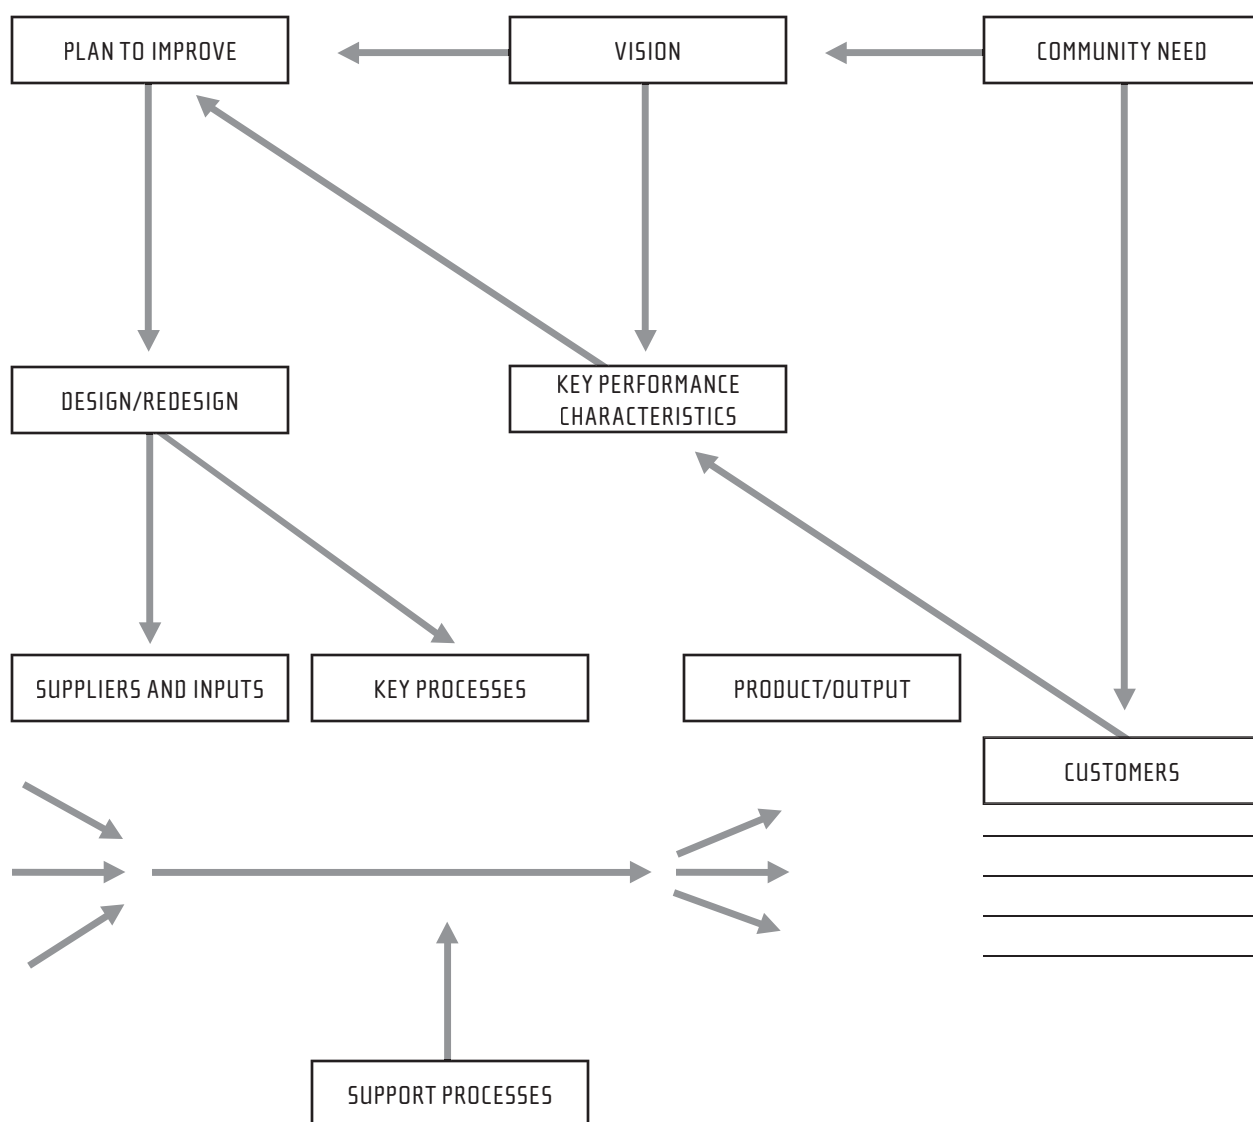 PLAN TO IMPROVE
VISION
COMMUNITY NEED
DESIGN/REDESIGN
KEY PERFORMANCE
CHARACTERISTICS
SUPPLIERS AND INPUTS
KEY PROCESSES
PRODUCT/OUTPUT
CUSTOMERS
SUPPORT PROCESSES